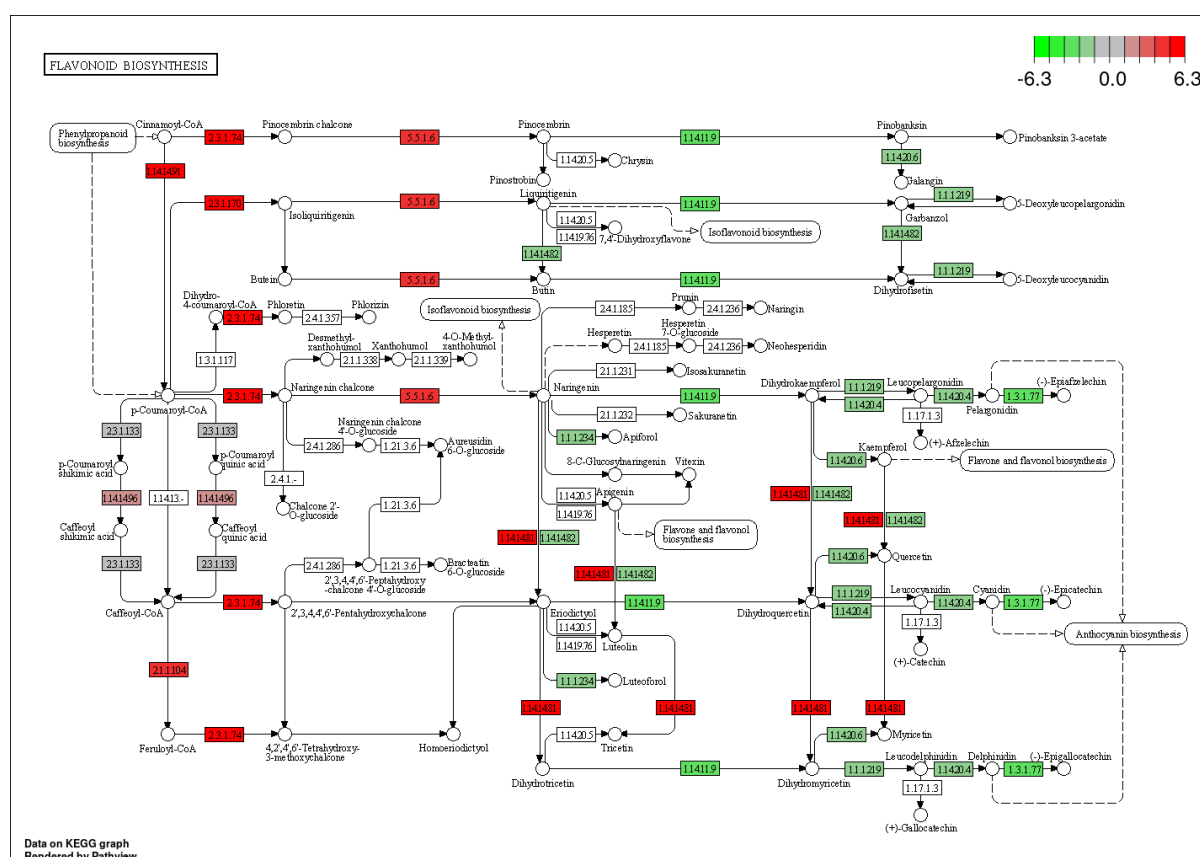 FLAVONOID BIOSYNTHESIS
-6.3 0.0 6.3
Phenylpropanoid
biosynthesis
Cinnamoyl-CoA
2.3.1.74
Pinocembrin chalcone
5.5.1.6
Pinocembrin
1.14.11.9
Pinobanksin
Pinobanksin 3-acetate
1.14.14.91
1.14.20.5
Chrysin
Pinostrobin
1.14.20.6
Galangin
2.3.1.170
Isoliquiritigenin
5.5.1.6
Liquiritigenin
1.14.11.9
Garbanzol
1.1.1.219
5-Deoxyleucopelargonidin
1.14.20.5
1.14.19.76
7,4'-Dihydroxyflavone
Isoflavonoid biosynthesis
1.14.14.82
1.14.14.82
Butein
5.5.1.6
Butin
1.14.11.9
Dihydrofisetin
1.1.1.219
5-Deoxyleucocyanidin
Dihydro-
4-coumaroyl-CoA
2.3.1.74
Phloretin
2.4.1.357
Phlorizin
Isoflavonoid biosynthesis
2.4.1.185
Prunin
2.4.1.236
Naringin
1.3.1.117
Desmethyl-
xanthohumol
2.1.1.338
Xanthohumol
2.1.1.339
4-O-Methyl-
xanthohumol
Hesperetin
2.4.1.185
Hesperetin
7-O-glucoside
2.4.1.236
Neohesperidin
2.1.1.231
Isosakuranetin
p-Coumaroyl-CoA
2.3.1.74
Naringenin chalcone
5.5.1.6
Naringenin
1.14.11.9
Dihydrokaempferol
1.1.1.219
1.14.20.4
Leucopelargonidin
1.14.20.4
Pelargonidin
1.3.1.77
(-)-Epiafzelechin
2.1.1.232
Sakuranetin
1.17.1.3
(+)-Afzelechin
2.3.1.133
2.3.1.133
Naringenin chalcone
4'-O-glucoside
2.4.1.286
1.21.3.6
Aureusidin
6-O-glucoside
1.1.1.234
Apiforol
Kaempferol
1.14.20.6
Flavone and flavonol biosynthesis
p-Coumaroyl
shikimic acid
p-Coumaroyl
quinic acid
2.4.1.-
8-C-Glucosylnaringenin
Vitexin
1.14.14.96
1.14.13.-
1.14.14.96
Chalcone 2'-
O-glucoside
1.21.3.6
1.14.20.5
1.14.19.76
Apigenin
1.14.14.81
1.14.14.82
Caffeoyl
shikimic acid
Caffeoyl
quinic acid
1.14.14.81
1.14.14.82
Flavone and flavonol
biosynthesis
1.14.14.81
1.14.14.82
2.3.1.133
2.3.1.133
2.4.1.286
1.21.3.6
Bracteatin
6-O-glucoside
2',3,4,4',6'-Peptahydroxy
-chalcone 4'-O-glucoside
1.14.14.81
1.14.14.82
1.14.20.6
Quercetin
Caffeoyl-CoA
2.3.1.74
2',3,4,4',6'-Pentahydroxychalcone
Eriodictyol
1.14.11.9
Dihydroquercetin
1.1.1.219
1.14.20.4
Leucocyanidin
1.14.20.4
Cyanidin
1.3.1.77
(-)-Epicatechin
1.14.20.5
1.14.19.76
Luteolin
1.17.1.3
(+)-Catechin
Anthocyanin biosynthesis
2.1.1.104
1.1.1.234
Luteoforol
1.14.14.81
1.14.14.81
1.14.14.81
1.14.14.81
Feruloyl-CoA
2.3.1.74
4,2',4',6'-Tetrahydroxy-
3-methoxychalcone
Homoeriodictyol
1.14.20.5
Tricetin
1.14.20.6
Myricetin
Dihydrotricetin
1.14.11.9
Dihydromyricetin
1.1.1.219
Leucodelphinidin
1.14.20.4
Delphinidin
1.3.1.77
(-)-Epigallocatechin
1.17.1.3
(+)-Gallocatechin
Data on KEGG graph
Rendered by Pathview